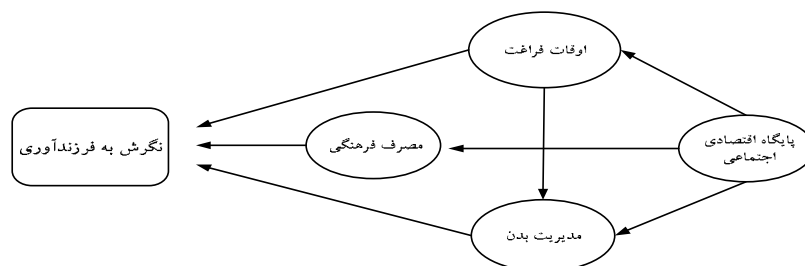 اوقات فراغت
پایگاه اقتصادی
اجتماعی
مصرف فرهنگی
نگرش به فرزندآوری
مدیریت بدن